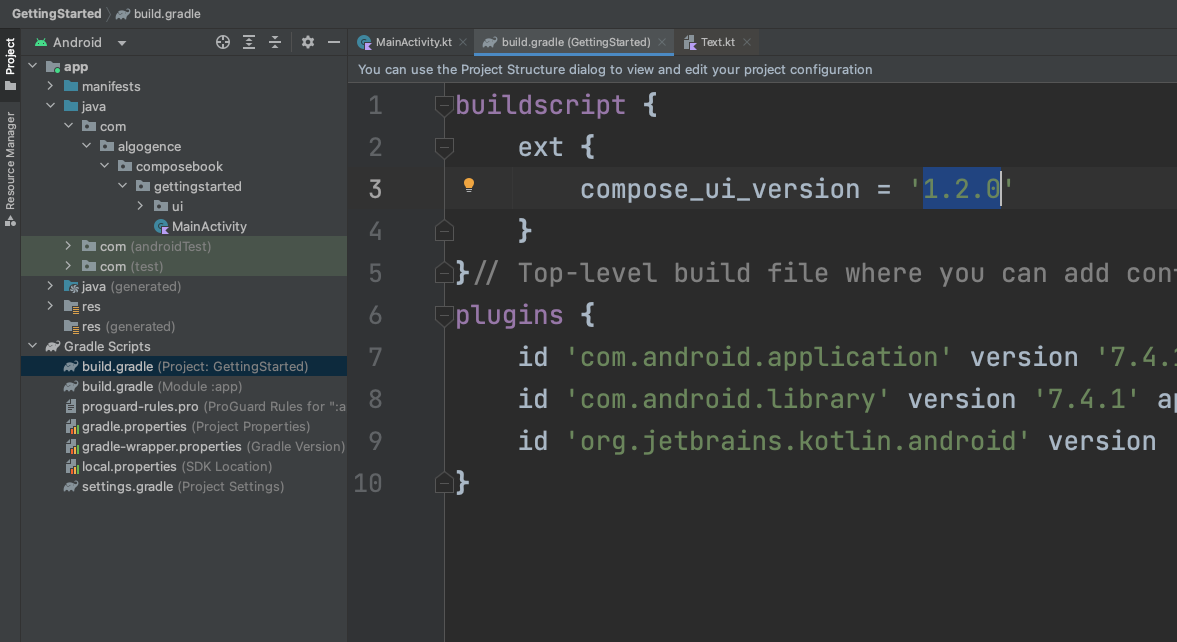 GettingStarted build.gradle
Android
MainActivity.kt
build.gradle (GettingStarted)
Text.kt
Project
Resource Manager
You can use the Project Structure dialog to view and edit your project configuration
app
manifests
java
com
algogence
composebook
gettingstarted
ui
MainActivity
com (androidTest)
com (test)
java (generated)
res
res (generated)
Gradle Scripts
build.gradle (Project: GettingStarted)
build.gradle (Module :app)
proguard-rules.pro (ProGuard Rules for ":a
gradle.properties (Project Properties)
gradle-wrapper.properties (Gradle Version)
local.properties (SDK Location)
settings.gradle (Project Settings)
1 buildscript {
2 ext {
3 compose_ui_version = '1.2.0'
4 }
5 }// Top-level build file where you can add con
6 plugins {
7 id 'com.android.application' version '7.4.1
8 id 'com.android.library' version '7.4.1' ap
9 id 'org.jetbrains.kotlin.android' version
10 }